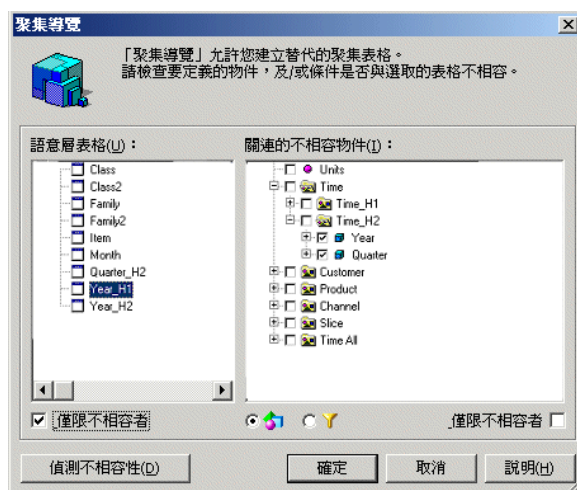 聚集導覽
「聚集導覽」允許您建立替代的聚集表格。
請檢查要定義的物件，及/或條件是否與選取的表格不相容。
語意層表格(U)：
關連的不相容物件(I)：
Class
Class2
Family
Family2
Item
Month
Quarter_H2
Year_H1
Year_H2
Units
Time
Time_H1
Time_H2
Year
Quarter
Customer
Product
Channel
Slice
Time All
_僅限不相容者
_僅限不相容者
偵測不相容性(D)
確定
取消
說明(H)